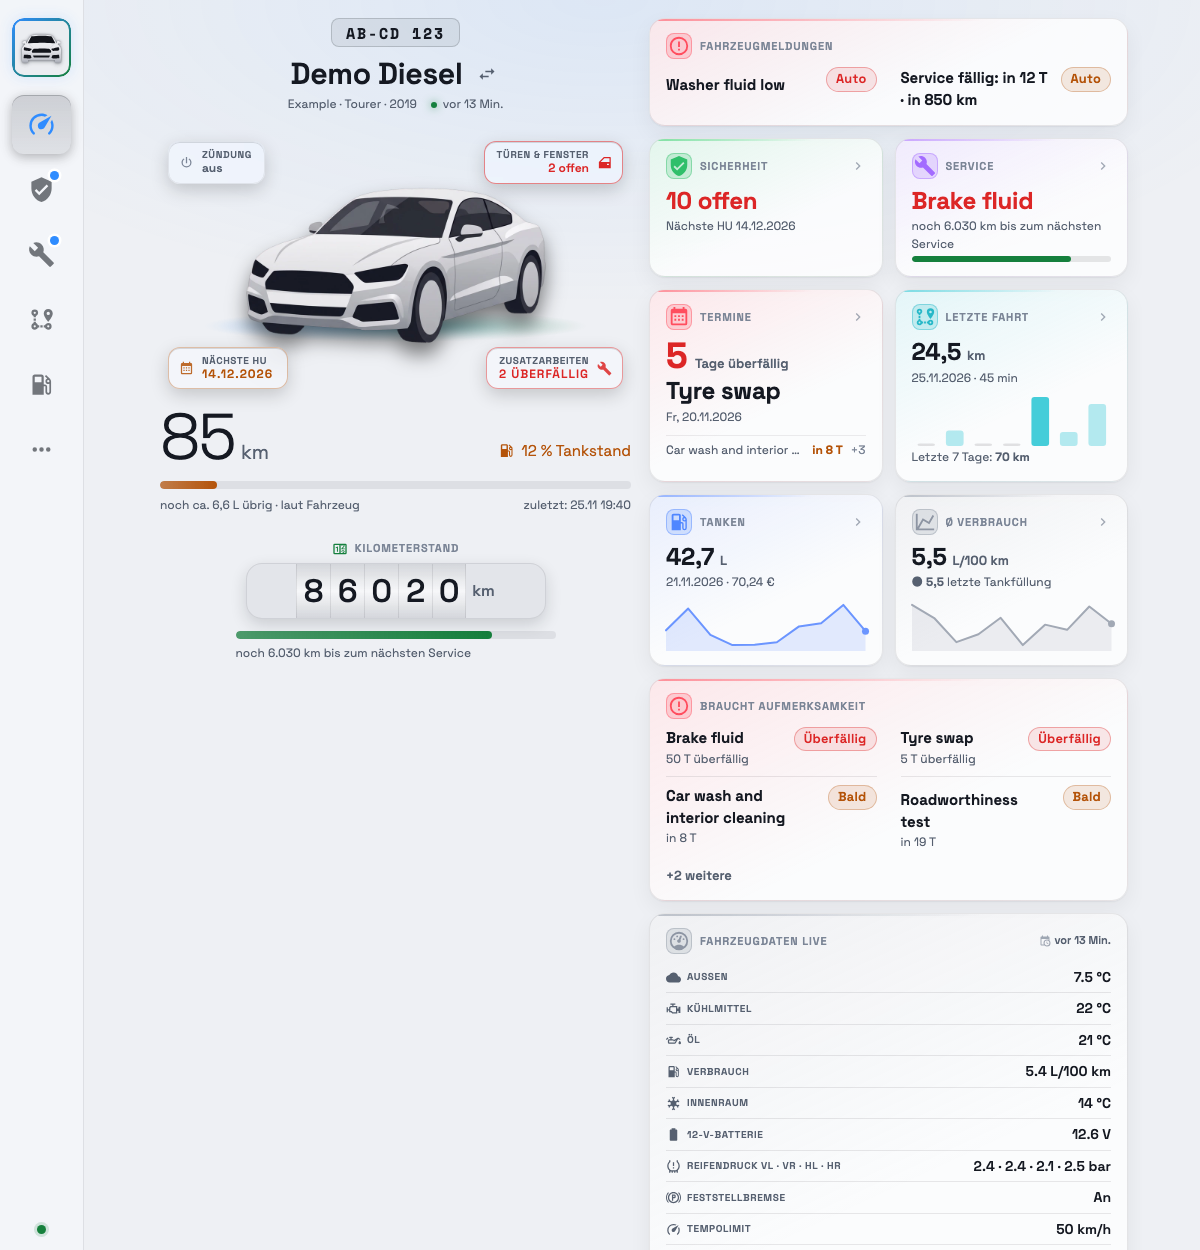 AB-CD 123
Demo Diesel
Example · Tourer · 2019 vor 13 Min.
ZÜNDUNG
aus
TÜREN & FENSTER
2 offen
NÄCHSTE HU
14.12.2026
ZUSATZARBEITEN
2 ÜBERFÄLLIG
85 km
12 % Tankstand
noch ca. 6,6 L übrig · laut Fahrzeug
zuletzt: 25.11 19:40
KILOMETERSTAND
86020 km
noch 6.030 km bis zum nächsten Service
FAHRZEUGMELDUNGEN
Washer fluid low
Auto
Service fällig: in 12 T
· in 850 km
Auto
SICHERHEIT
10 offen
Nächste HU 14.12.2026
SERVICE
Brake fluid
noch 6.030 km bis zum nächsten
Service
TERMINE
5 Tage überfällig
Tyre swap
Fr, 20.11.2026
Car wash and interior ... in 8 T +3
LETZTE FAHRT
24,5 km
25.11.2026 · 45 min
Letzte 7 Tage: 70 km
TANKEN
42,7 L
21.11.2026 · 70,24 €
Ø VERBRAUCH
5,5 L/100 km
5,5 letzte Tankfüllung
BRAUCHT AUFMERKSAMKEIT
Brake fluid
50 T überfällig
Überfällig
Tyre swap
5 T überfällig
Überfällig
Car wash and
interior cleaning
in 8 T
Bald
Roadworthiness
test
in 19 T
Bald
+2 weitere
FAHRZEUGDATEN LIVE
vor 13 Min.
AUSSEN 7.5 °C
KÜHLMITTEL 22 °C
ÖL 21 °C
VERBRAUCH 5.4 L/100 km
INNENRAUM 14 °C
12-V-BATTERIE 12.6 V
REIFENDRUCK VL · VR · HL · HR 2.4 · 2.4 · 2.1 · 2.5 bar
FESTSTELLBREMSE An
TEMPOLIMIT 50 km/h